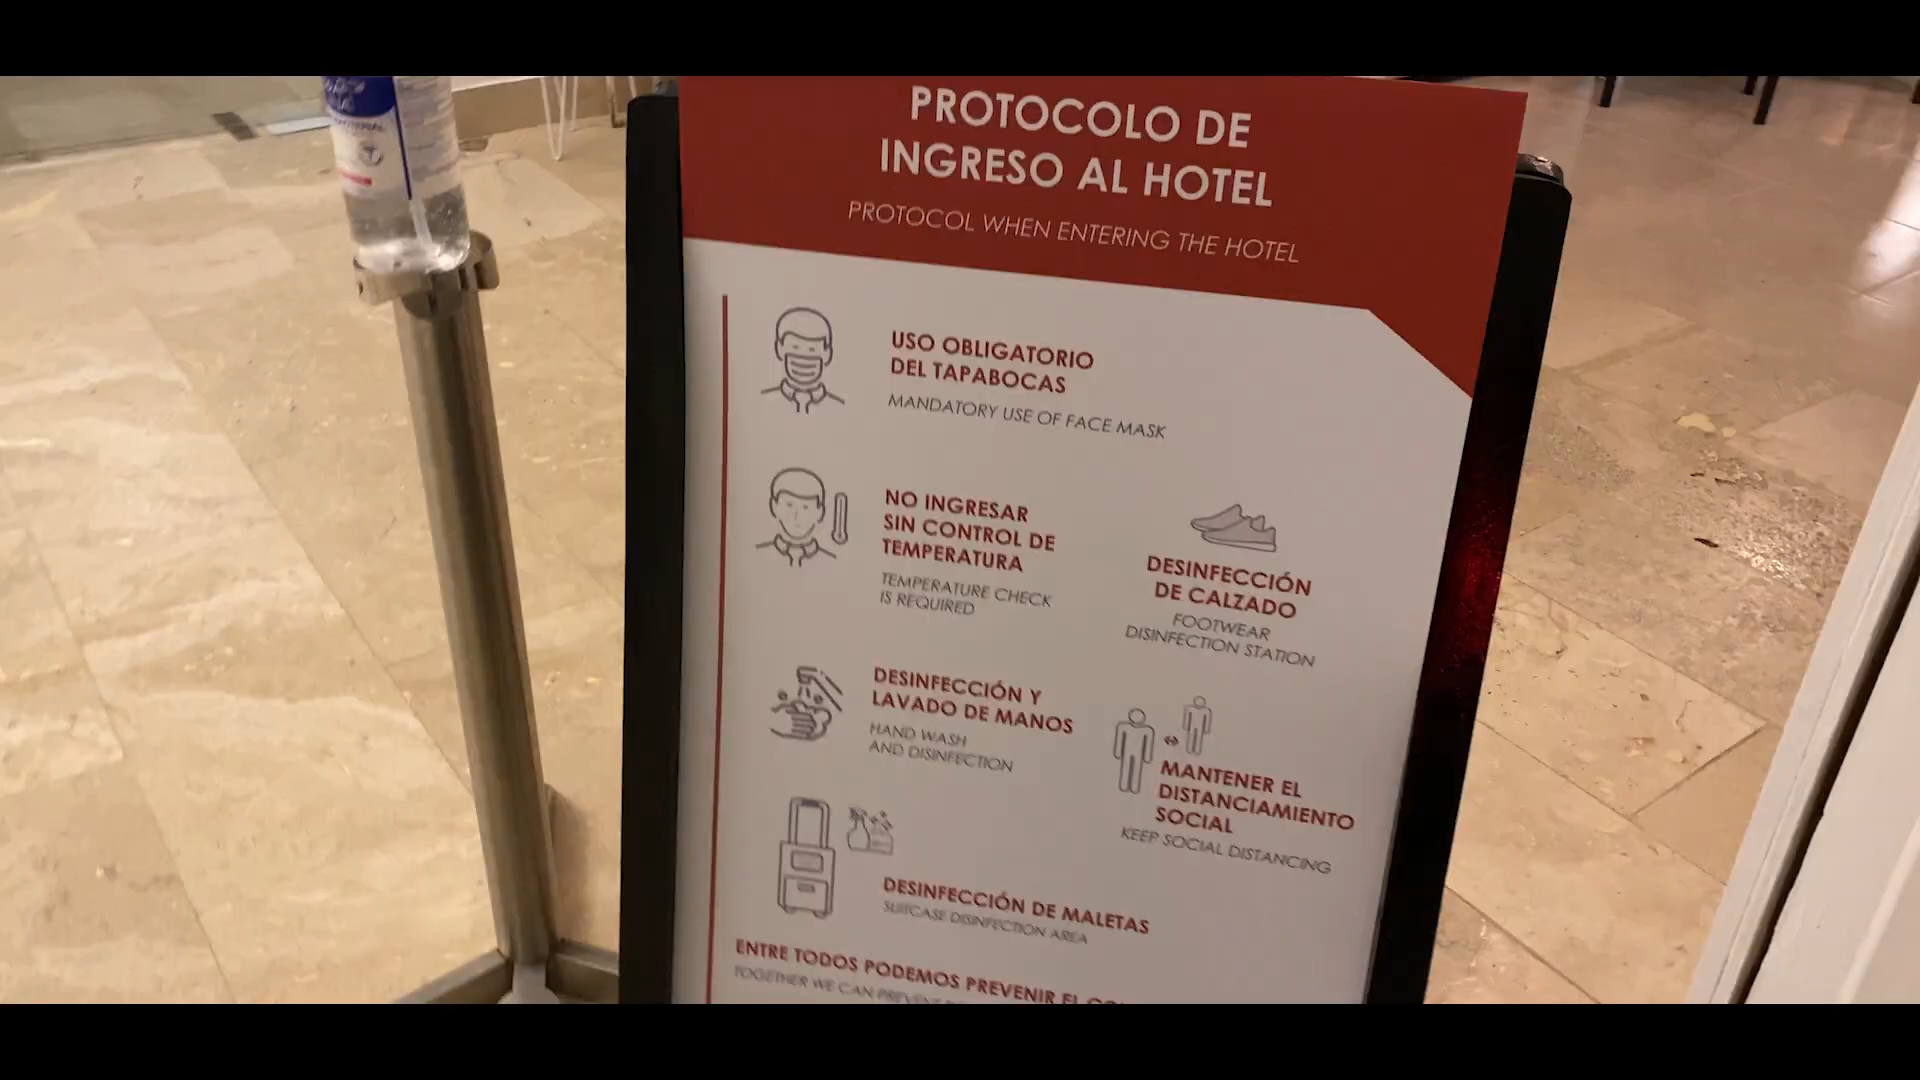 PROTOCOLO DE
INGRESO AL HOTEL
PROTOCOL WHEN ENTERING THE HOTEL
USO OBLIGATORIO
DEL TAPABOCAS
MANDATORY USE OF FACE MASK
NO INGRESAR
SIN CONTROL DE
TEMPERATURA
TEMPERATURE CHECK
IS REQUIRED
DESINFECCIÓN
DE CALZADO
FOOTWEAR
DISINFECTION STATION
DESINFECCIÓN Y
LAVADO DE MANOS
HAND WASH
AND DISINFECTION
MANTENER EL
DISTANCIAMIENTO
SOCIAL
KEEP SOCIAL DISTANCING
DESINFECCIÓN DE MALETAS
SUITCASE DISINFECTION AREA
ENTRE TODOS PODEMOS PREVENIR EL
TOGETHER WE CAN PREVENT